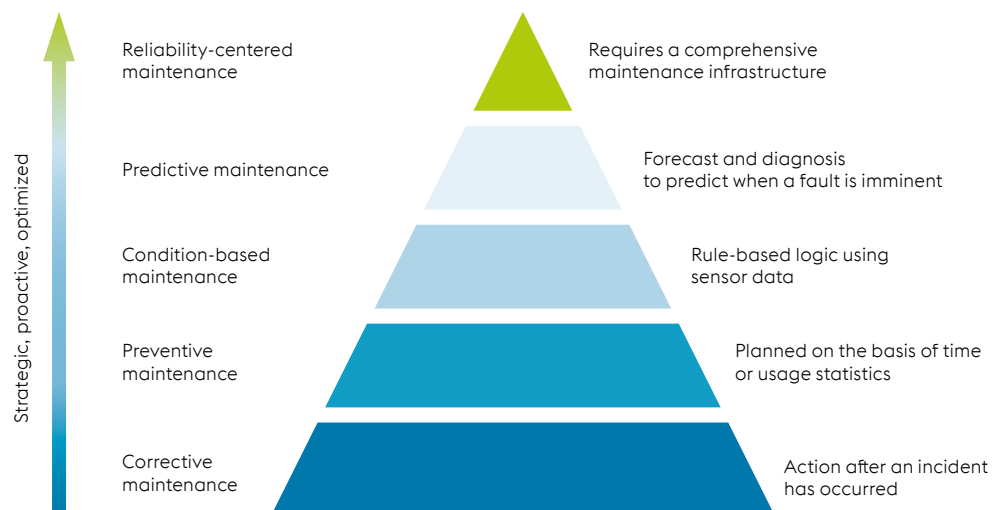 Reliability-centered
maintenance
Requires a comprehensive
maintenance infrastructure
Predictive maintenance
Forecast and diagnosis
to predict when a fault is imminent
Condition-based
maintenance
Rule-based logic using
sensor data
Preventive
maintenance
Planned on the basis of time
or usage statistics
Corrective
maintenance
Action after an incident
has occurred
Strategic, proactive, optimized